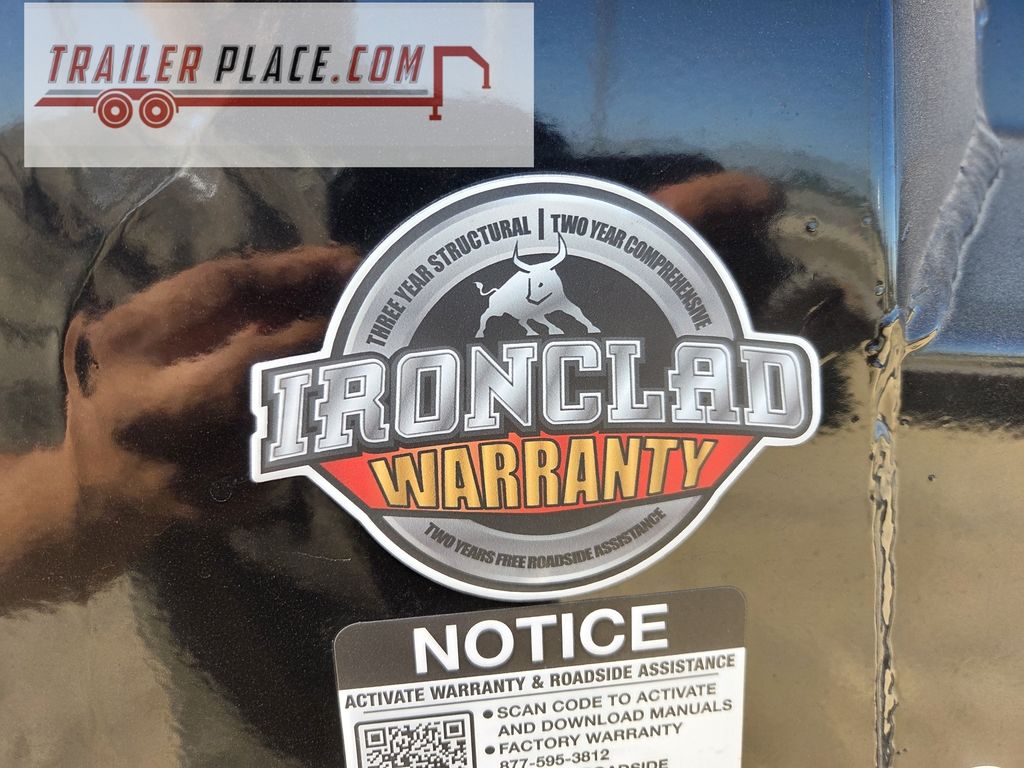 TRAILER PLACE.COM
THREE YEAR STRUCTURAL | TWO YEAR COMPREHENSIVE
IRONCLAD
WARRANTY
TWO YEARS FREE ROADSIDE ASSISTANCE
NOTICE
ACTIVATE WARRANTY & ROADSIDE ASSISTANCE
• SCAN CODE TO ACTIVATE
AND DOWNLOAD MANUALS
• FACTORY WARRANTY
877-595-3812
ROADSIDE